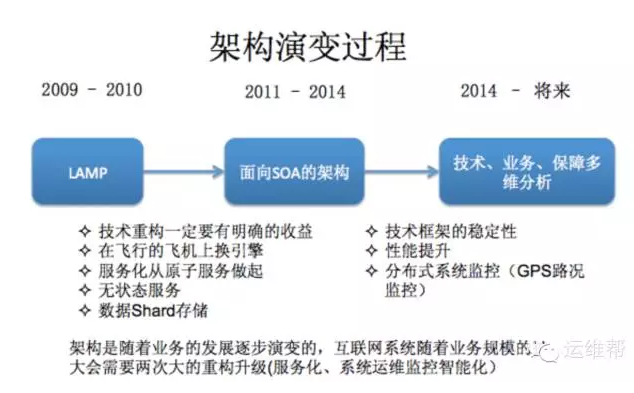 架构演变过程
2009 - 2010
2011 - 2014
2014 - 将来
LAMP
面向SOA的架构
技术、业务、保障多
维分析
技术重构一定要有明确的收益
在飞行的飞机上换引擎
服务化从原子服务做起
无状态服务
数据Shard存储
技术框架的稳定性
性能提升
分布式系统监控（GPS路况
监控）
架构是随着业务的发展逐步演变的，互联网系统随着业务规模的
大会需要两次大的重构升级(服务化、系统运维监控智能化）
运维帮